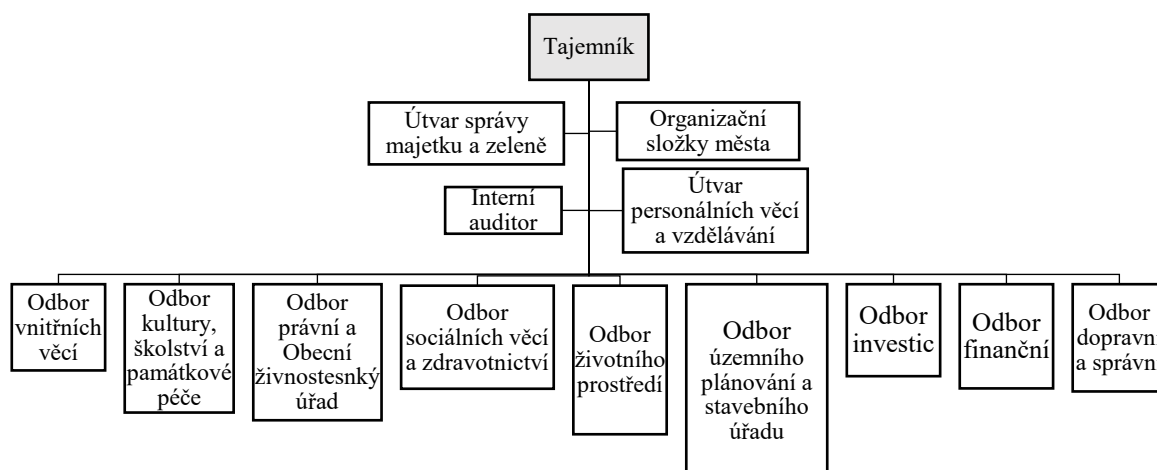 Tajemník
Útvar správy
majetku a zeleně
Organizační
složky města
Interní
auditor
Útvar
personálních věcí
a vzdělávání
Odbor
vnitřních
věcí
Odbor
kultury,
školství a
památkové
péče
Odbor
právní a
Obecní
živnostesnký
úřad
Odbor
sociálních věcí
a zdravotnictví
Odbor
životního
prostředí
Odbor
územního
plánování a
stavebního
úřadu
Odbor
investic
Odbor
finanční
Odbor
dopravní
a správní